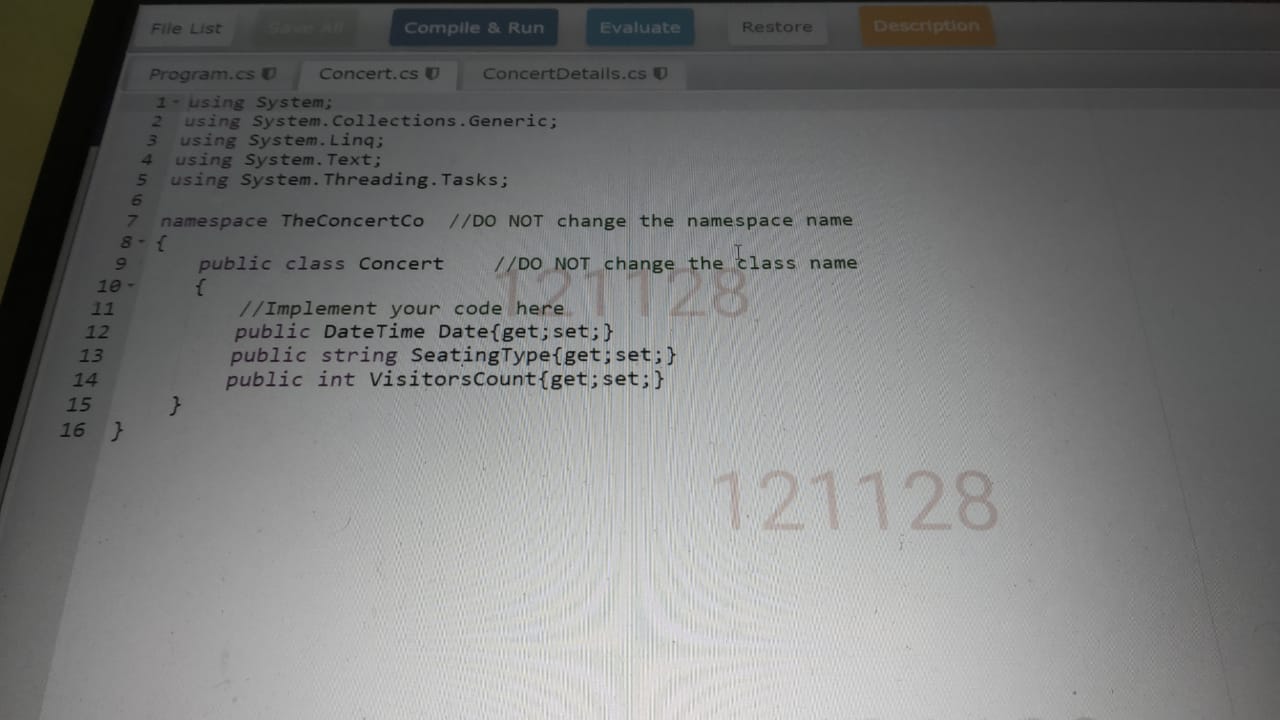 File List Save All Compile & Run Evaluate Restore Description
Program.cs Concert.cs ConcertDetails.cs
1 using System;
2 using System.Collections.Generic;
3 using System.Linq;
4 using System.Text;
5 using System.Threading.Tasks;
6
7 namespace TheConcertCo //DO NOT change the namespace name
8 {
9 public class Concert //DO NOT change the class name
10 {
121128
11 //Implement your code here
12 public DateTime Date{get;set;}
13 public string SeatingType{get;set;}
14 public int VisitorsCount{get;set;}
15 }
16 }
121128